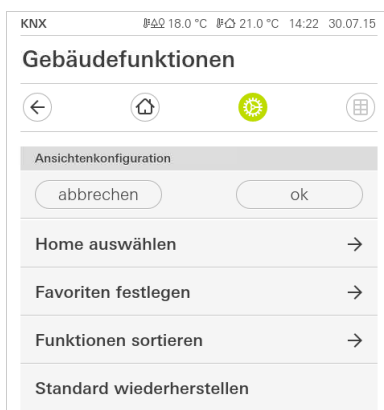 KNX 18.0 °C 21.0 °C 14:22 30.07.15
Gebäudefunktionen
Ansichtenkonfiguration
abbrechen ok
Home auswählen
Favoriten festlegen
Funktionen sortieren
Standard wiederherstellen